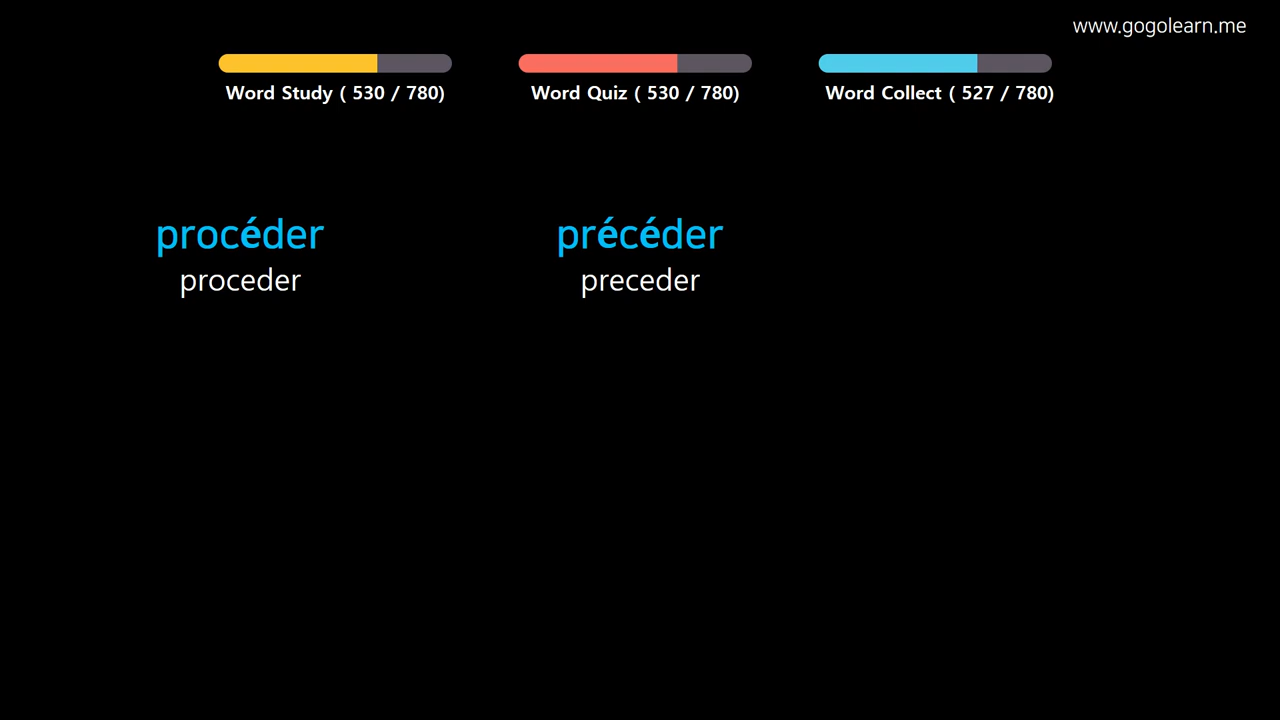 www.gogolearn.me
Word Study ( 530 / 780)
Word Quiz ( 530 / 780)
Word Collect ( 527 / 780)
procéder
proceder
précéder
preceder